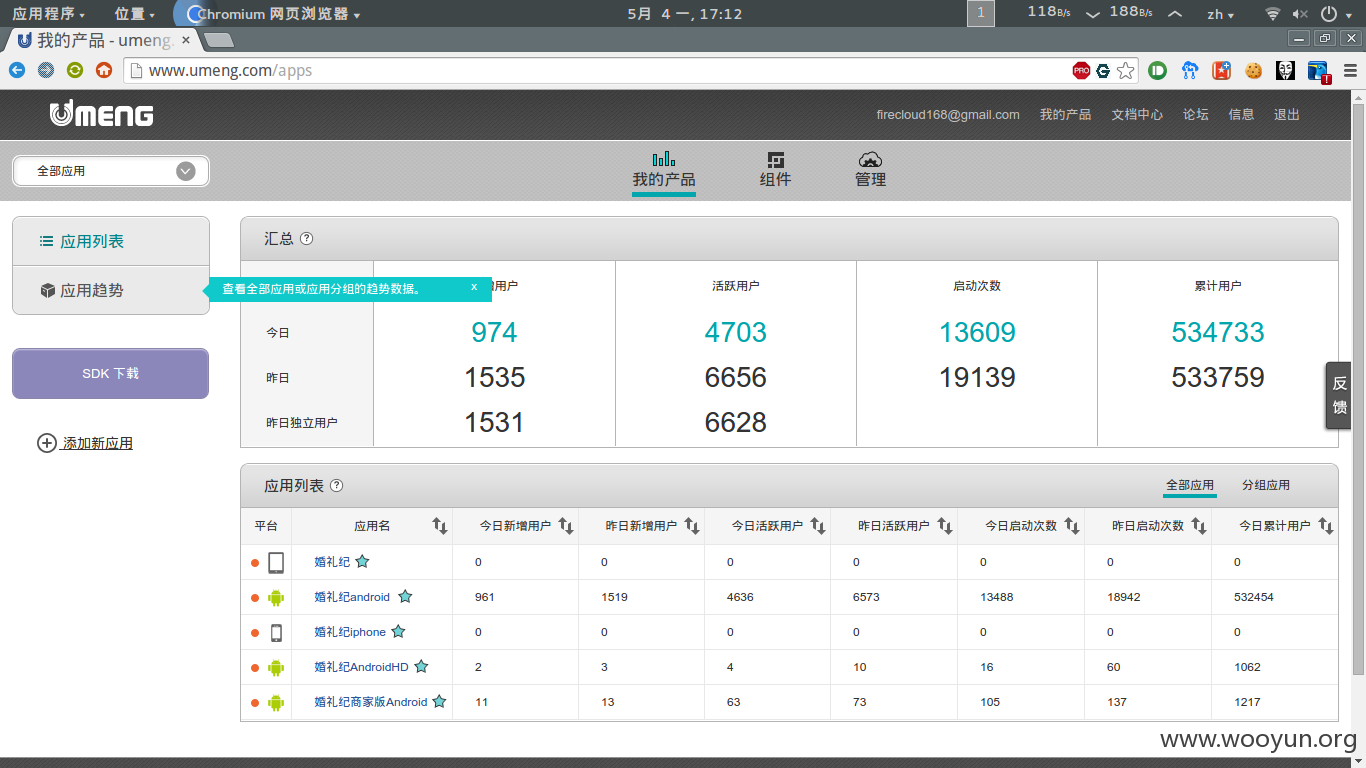 应用程序 位置 Chromium 网页浏览器 5月 4 一, 17:12 1 118B/s 188B/s zh
我的产品 - umeng.
www.umeng.com/apps PRO
UMENG firecloud168@gmail.com 我的产品 文档中心 论坛 信息 退出
全部应用 我的产品 组件 管理
应用列表
应用趋势
查看全部应用或应用分组的趋势数据。 x
SDK 下载
添加新应用
汇总 ?
用户 活跃用户 启动次数 累计用户
今日 974 4703 13609 534733
昨日 1535 6656 19139 533759
昨日独立用户 1531 6628
反馈
应用列表 ? 全部应用 分组应用
平台 应用名 今日新增用户 昨日新增用户 今日活跃用户 昨日活跃用户 今日启动次数 昨日启动次数 今日累计用户
婚礼纪 0 0 0 0 0 0 0
婚礼纪android 961 1519 4636 6573 13488 18942 532454
婚礼纪iphone 0 0 0 0 0 0 0
婚礼纪AndroidHD 2 3 4 10 16 60 1062
婚礼纪商家版Android 11 13 63 73 105 137 1217
www.wooyun.org